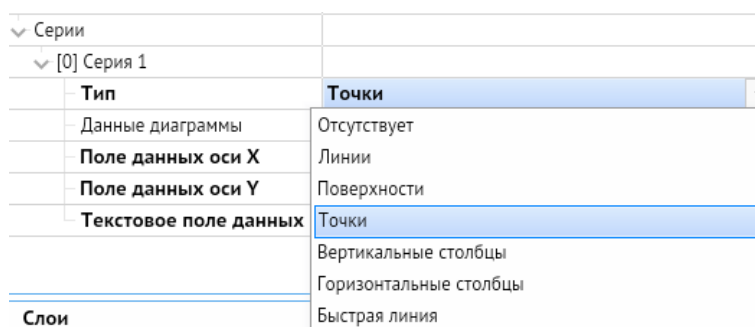 Серии
[0] Серия 1
Тип Точки
Данные диаграммы Отсутствует
Поле данных оси X Линии
Поле данных оси Y Поверхности
Текстовое поле данных Точки
Вертикальные столбцы
Горизонтальные столбцы
Слои Быстрая линия